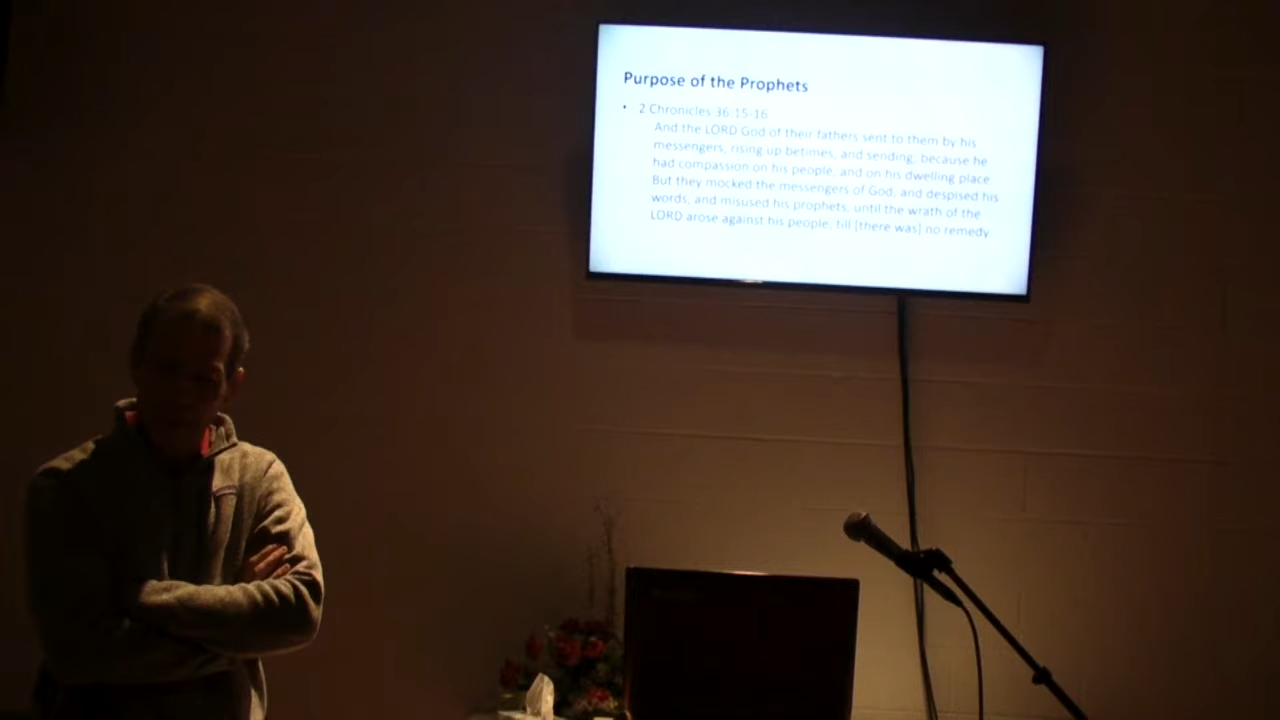 Purpose of the Prophets
• 2 Chronicles 36:15-16
And the LORD God of their fathers sent to them by his
messengers, rising up betimes, and sending; because he
had compassion on his people, and on his dwelling place
But they mocked the messengers of God, and despised his
words, and misused his prophets, until the wrath of the
LORD arose against his people, till [there was] no remedy.